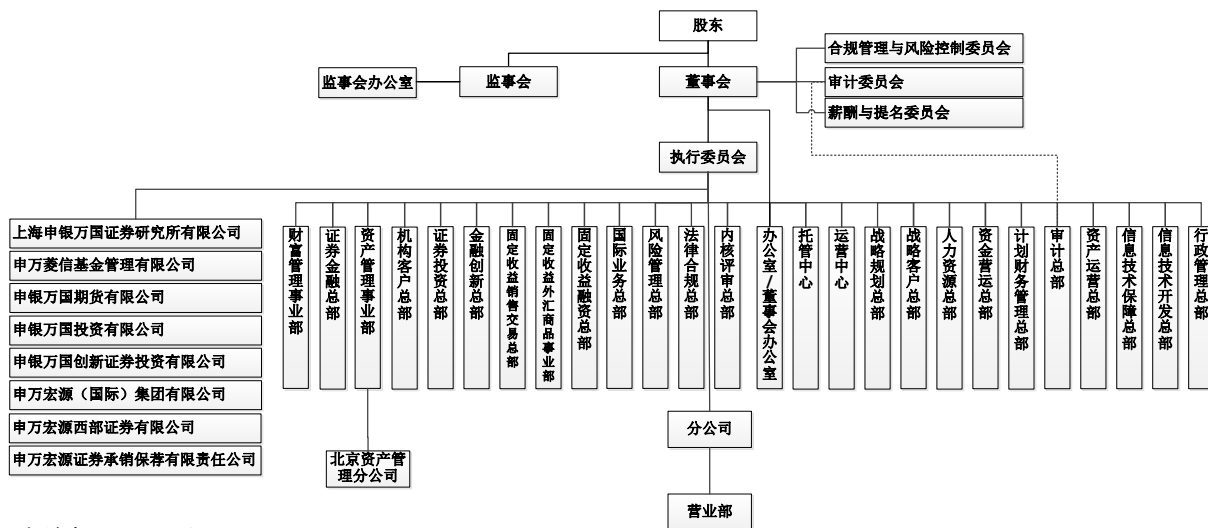 股东
合规管理与风险控制委员会
监事会办公室
监事会
董事会
审计委员会
薪酬与提名委员会
执行委员会
上海申银万国证券研究所有限公司
申万菱信基金管理有限公司
申银万国期货有限公司
申银万国投资有限公司
申银万国创新证券投资有限公司
申万宏源（国际）集团有限公司
申万宏源西部证券有限公司
申万宏源证券承销保荐有限责任公司
财富管理事业部
证券金融总部
资产管理事业部
机构客户总部
证券投资总部
金融创新总部
固定收益销售交易总部
固定收益外汇商品事业部
固定收益融资总部
国际业务总部
风险管理总部
法律合规总部
内核评审总部
办公室/董事会办公室
托管中心
运营中心
战略规划总部
战略客户总部
人力资源总部
资金营运总部
计划财务管理总部
审计总部
资产运营总部
信息技术保障总部
信息技术开发总部
行政管理总部
分公司
北京资产管
理分公司
营业部